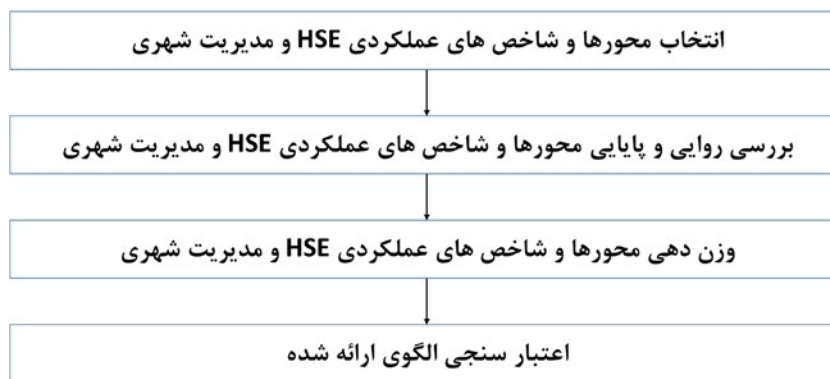 انتخاب محورها و شاخص های عملکردی HSE و مدیریت شهری
بررسی روایی و پایایی محورها و شاخص های عملکردی HSE و مدیریت شهری
وزن دهی محورها و شاخص های عملکردی HSE و مدیریت شهری
اعتبار سنجی الگوی ارائه شده